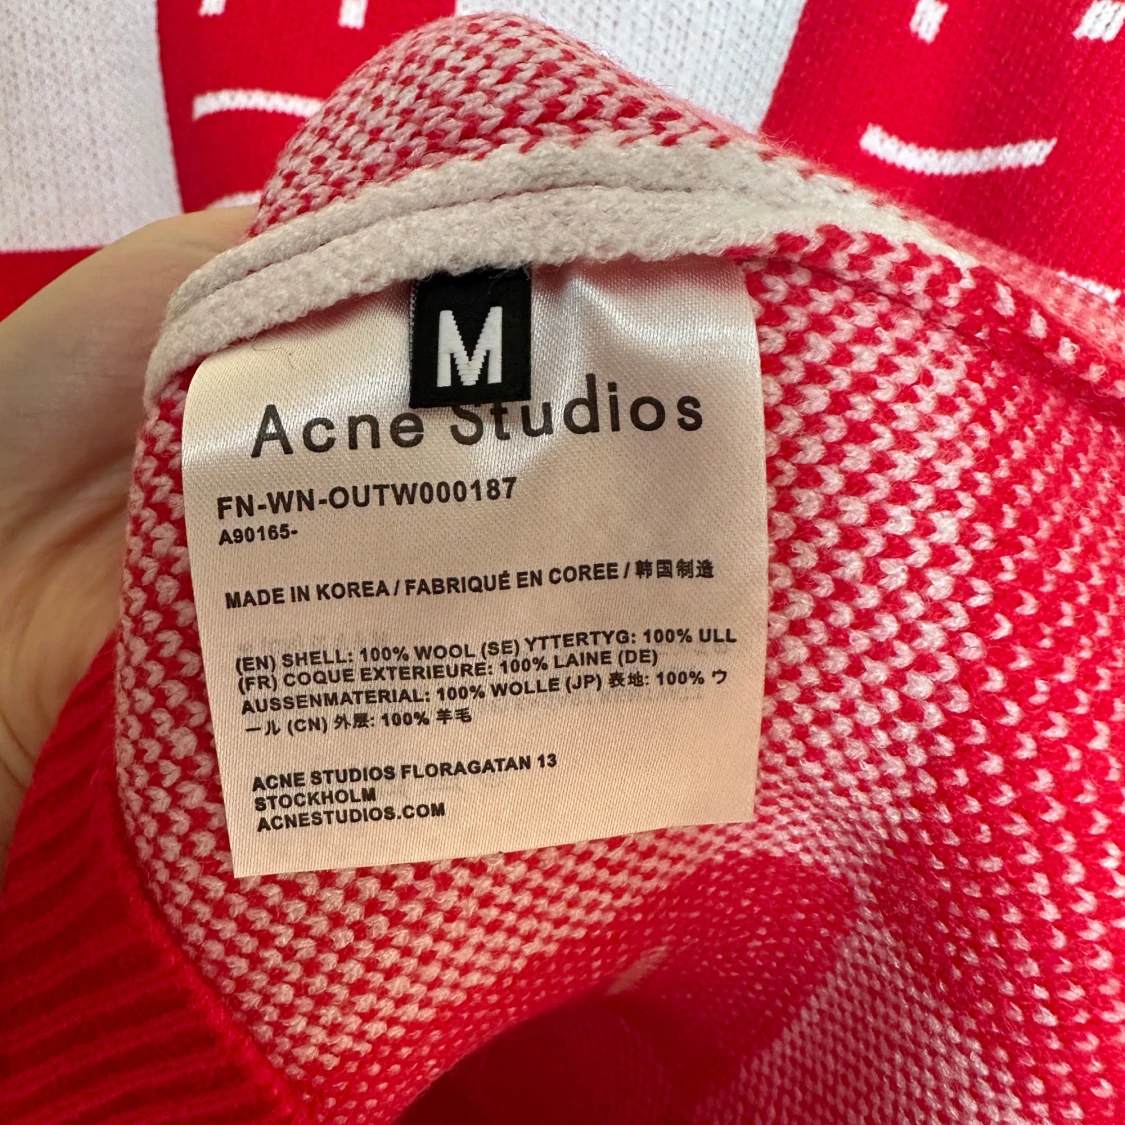 M
Acne Studios
FN-WN-OUTW000187
A90165-
MADE IN KOREA / FABRIQUÉ EN COREE / 韩国制造
(EN) SHELL: 100% WOOL (SE) YTTERTYG: 100% ULL
(FR) COQUE EXTERIEURE: 100% LAINE (DE)
AUSSENMATERIAL: 100% WOLLE (JP) 表地: 100% ウ
ール (CN) 外层: 100% 羊毛
ACNE STUDIOS FLORAGATAN 13
STOCKHOLM
ACNESTUDIOS.COM